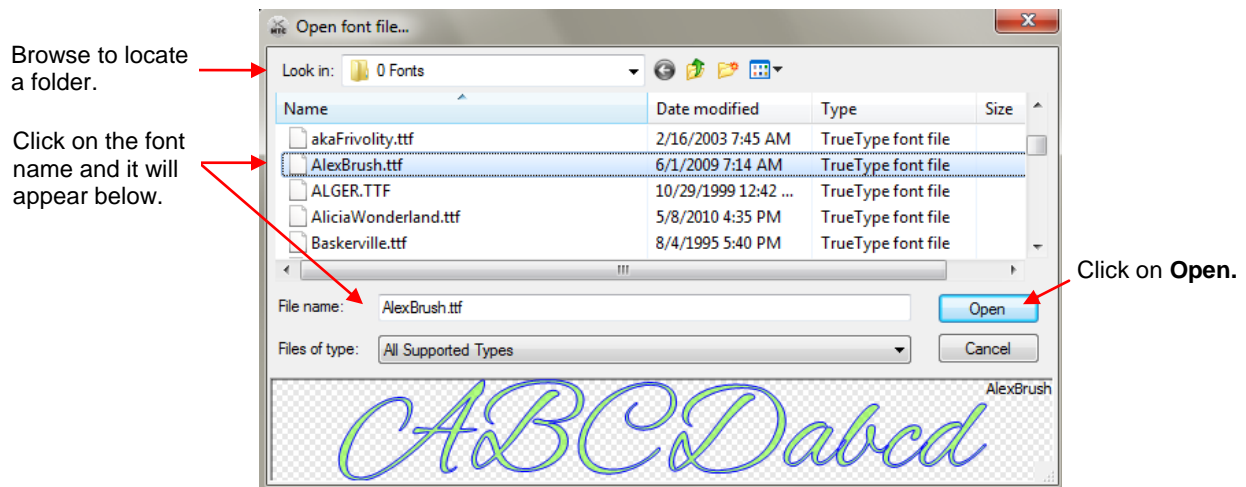 MTC Open font file...
Browse to locate
a folder.
Look in: 0 Fonts
Name Date modified Type Size
Click on the font
name and it will
appear below.
akaFrivolity.ttf 2/16/2003 7:45 AM TrueType font file
AlexBrush.ttf 6/1/2009 7:14 AM TrueType font file
ALGER.TTF 10/29/1999 12:42 ... TrueType font file
AliciaWonderland.ttf 5/8/2010 4:35 PM TrueType font file
Baskerville.ttf 8/4/1995 5:40 PM TrueType font file
Click on Open.
File name: AlexBrush.ttf Open
Files of type: All Supported Types Cancel
AlexBrush
ABCDabcd